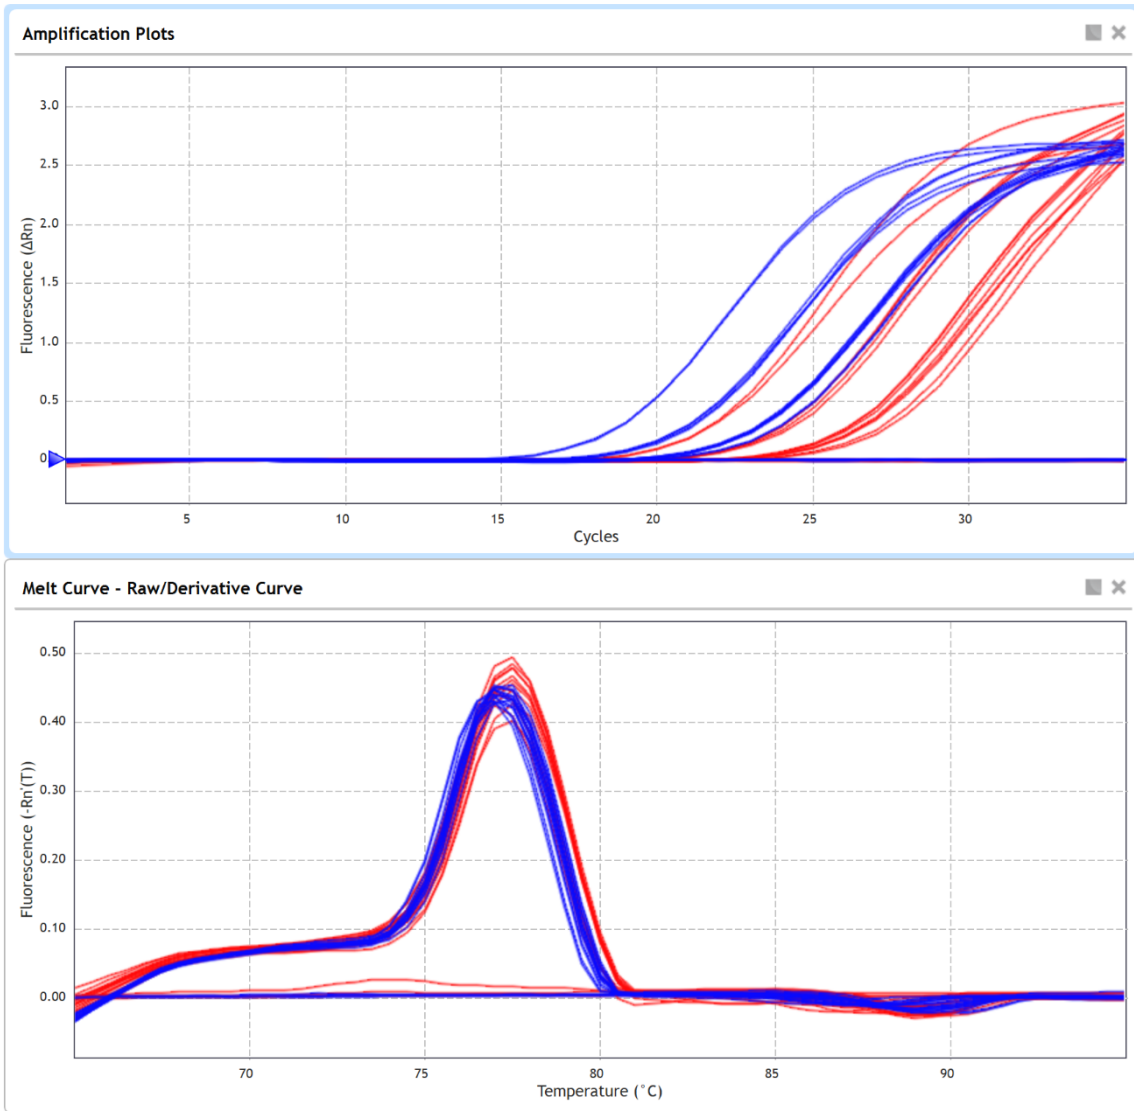 Amplification Plots
3.0
2.5
2.0
1.5
1.0
0.5
0
Fluorescence (ΔRn)
5 10 15 20 25 30
Cycles
Melt Curve - Raw/Derivative Curve
0.50
0.40
0.30
0.20
0.10
0.00
Fluorescence (-Rn'(T))
70 75 80 85 90
Temperature (˚C)